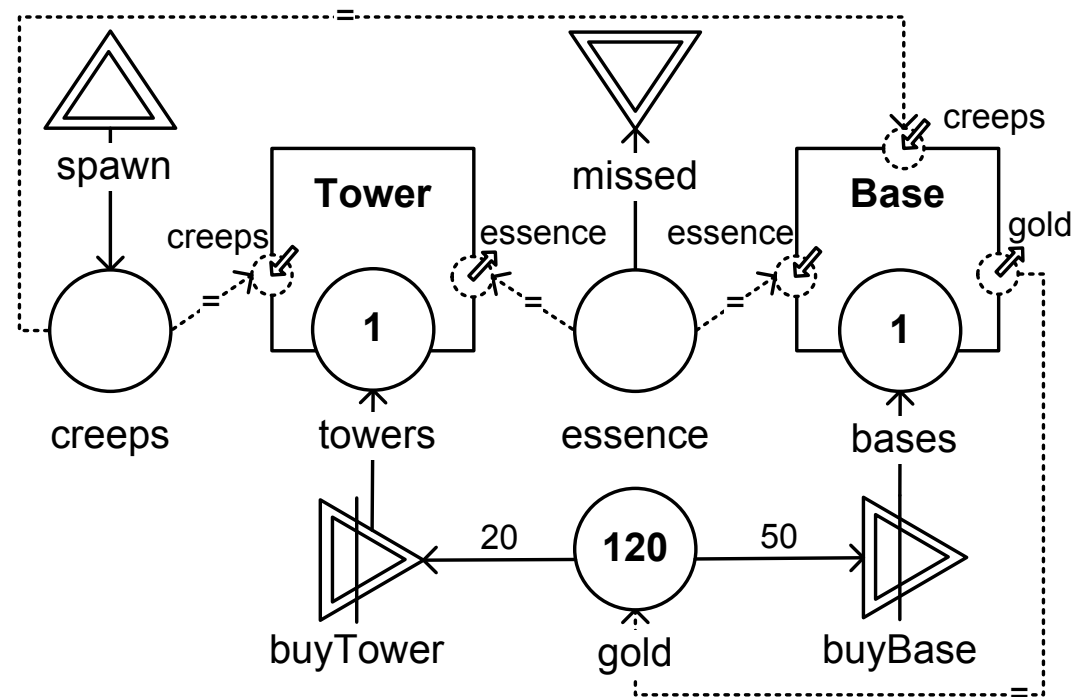 =
creeps
spawn
missed
Tower
Base
creeps
essence
essence
gold
=
=
=
1
1
creeps
towers
essence
bases
20
120
50
buyTower
gold
buyBase
=